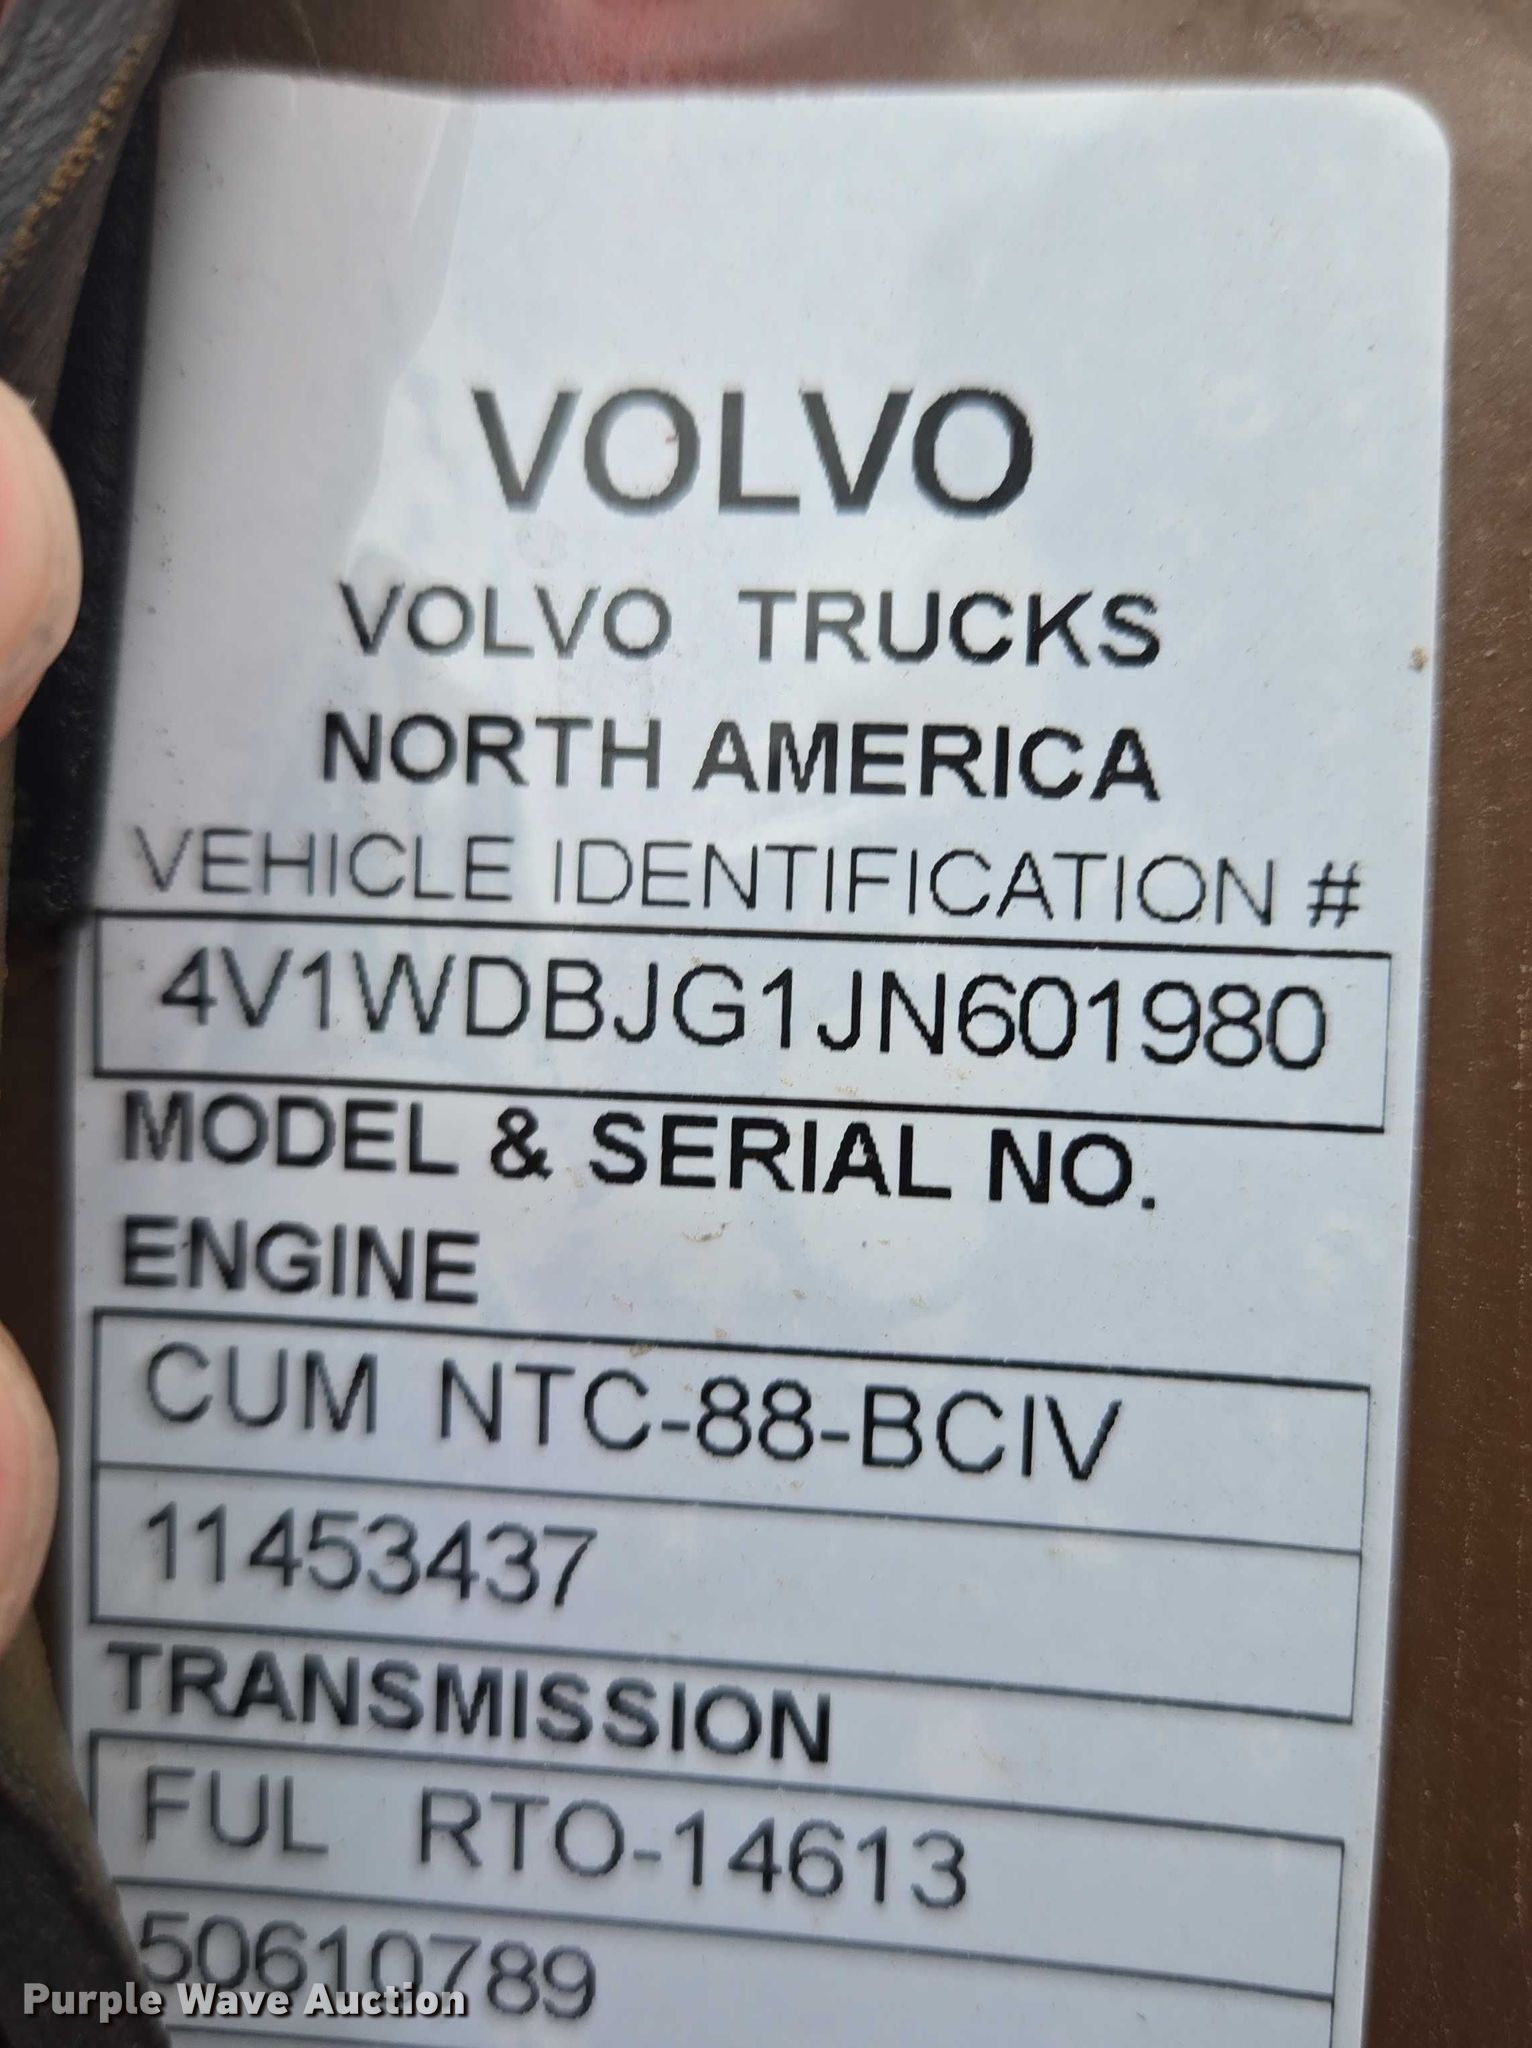 VOLVO
VOLVO TRUCKS
NORTH AMERICA
VEHICLE IDENTIFICATION #
4V1WDBJG1JN601980
MODEL & SERIAL NO.
ENGINE
CUM NTC-88-BCIV
11453437
TRANSMISSION
FUL RTO-14613
50610789
Purple Wave Auction